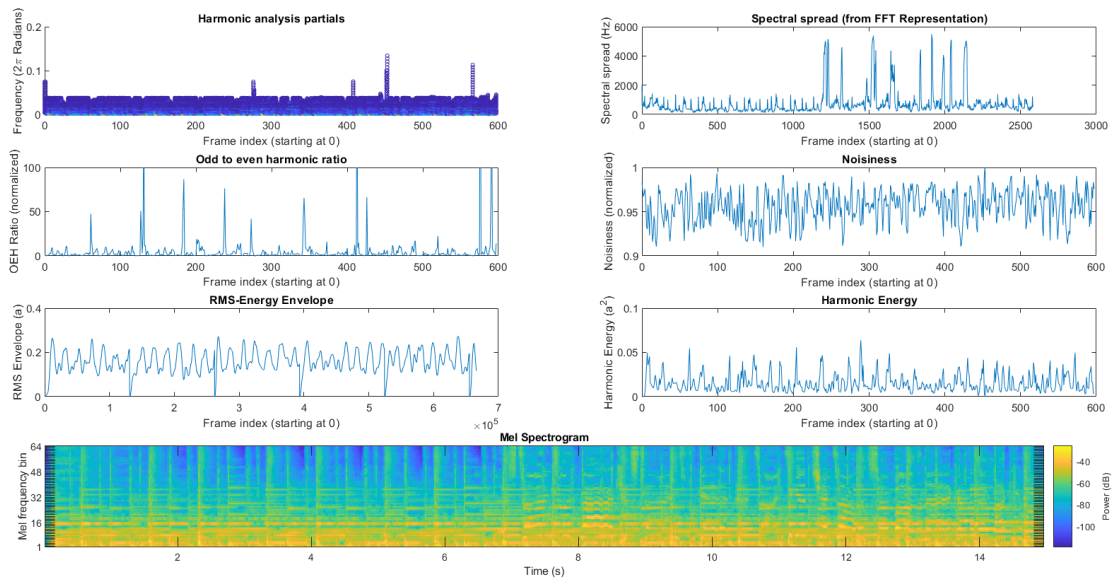 Harmonic analysis partials
Frequency (2π Radians)
0.2
0.1
0
0 100 200 300 400 500 600
Frame index (starting at 0)
Spectral spread (from FFT Representation)
Spectral spread (Hz)
6000
4000
2000
0
0 500 1000 1500 2000 2500 3000
Frame index (starting at 0)
Odd to even harmonic ratio
OEH Ratio (normalized)
100
50
0
0 100 200 300 400 500 600
Frame index (starting at 0)
Noisiness
Noisiness (normalized)
1
0.95
0.9
0 100 200 300 400 500 600
Frame index (starting at 0)
RMS-Energy Envelope
RMS Envelope (a)
0.4
0.2
0
0 1 2 3 4 5 6 7
Frame index (starting at 0)
×10⁵
Harmonic Energy
Harmonic Energy (a²)
0.1
0.05
0
0 100 200 300 400 500 600
Frame index (starting at 0)
Mel Spectrogram
Mel frequency bin
64
48
32
16
1
2 4 6 8 10 12 14
Time (s)
-40
-60
-80
-100
Power (dB)